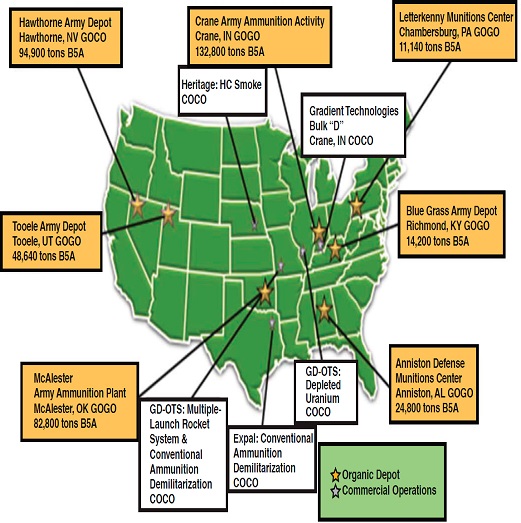 Hawthorne Army Depot
Hawthorne, NV GOCO
94,900 tons B5A
Crane Army Ammunition Activity
Crane, IN GOGO
132,800 tons B5A
Letterkenny Munitions Center
Chambersburg, PA GOGO
11,140 tons B5A
Heritage: HC Smoke
COCO
Gradient Technologies
Bulk “D”
Crane, IN COCO
Tooele Army Depot
Tooele, UT GOGO
48,640 tons B5A
Blue Grass Army Depot
Richmond, KY GOGO
14,200 tons B5A
McAlester
Army Ammunition Plant
McAlester, OK GOGO
82,800 tons B5A
GD-OTS: Multiple-
Launch Rocket
System &
Conventional
Ammunition
Demilitarization
COCO
Expal: Conventional
Ammunition
Demilitarization
COCO
GD-OTS:
Depleted
Uranium
COCO
Anniston Defense
Munitions Center
Anniston, AL GOGO
24,800 tons B5A
Organic Depot
Commercial Operations